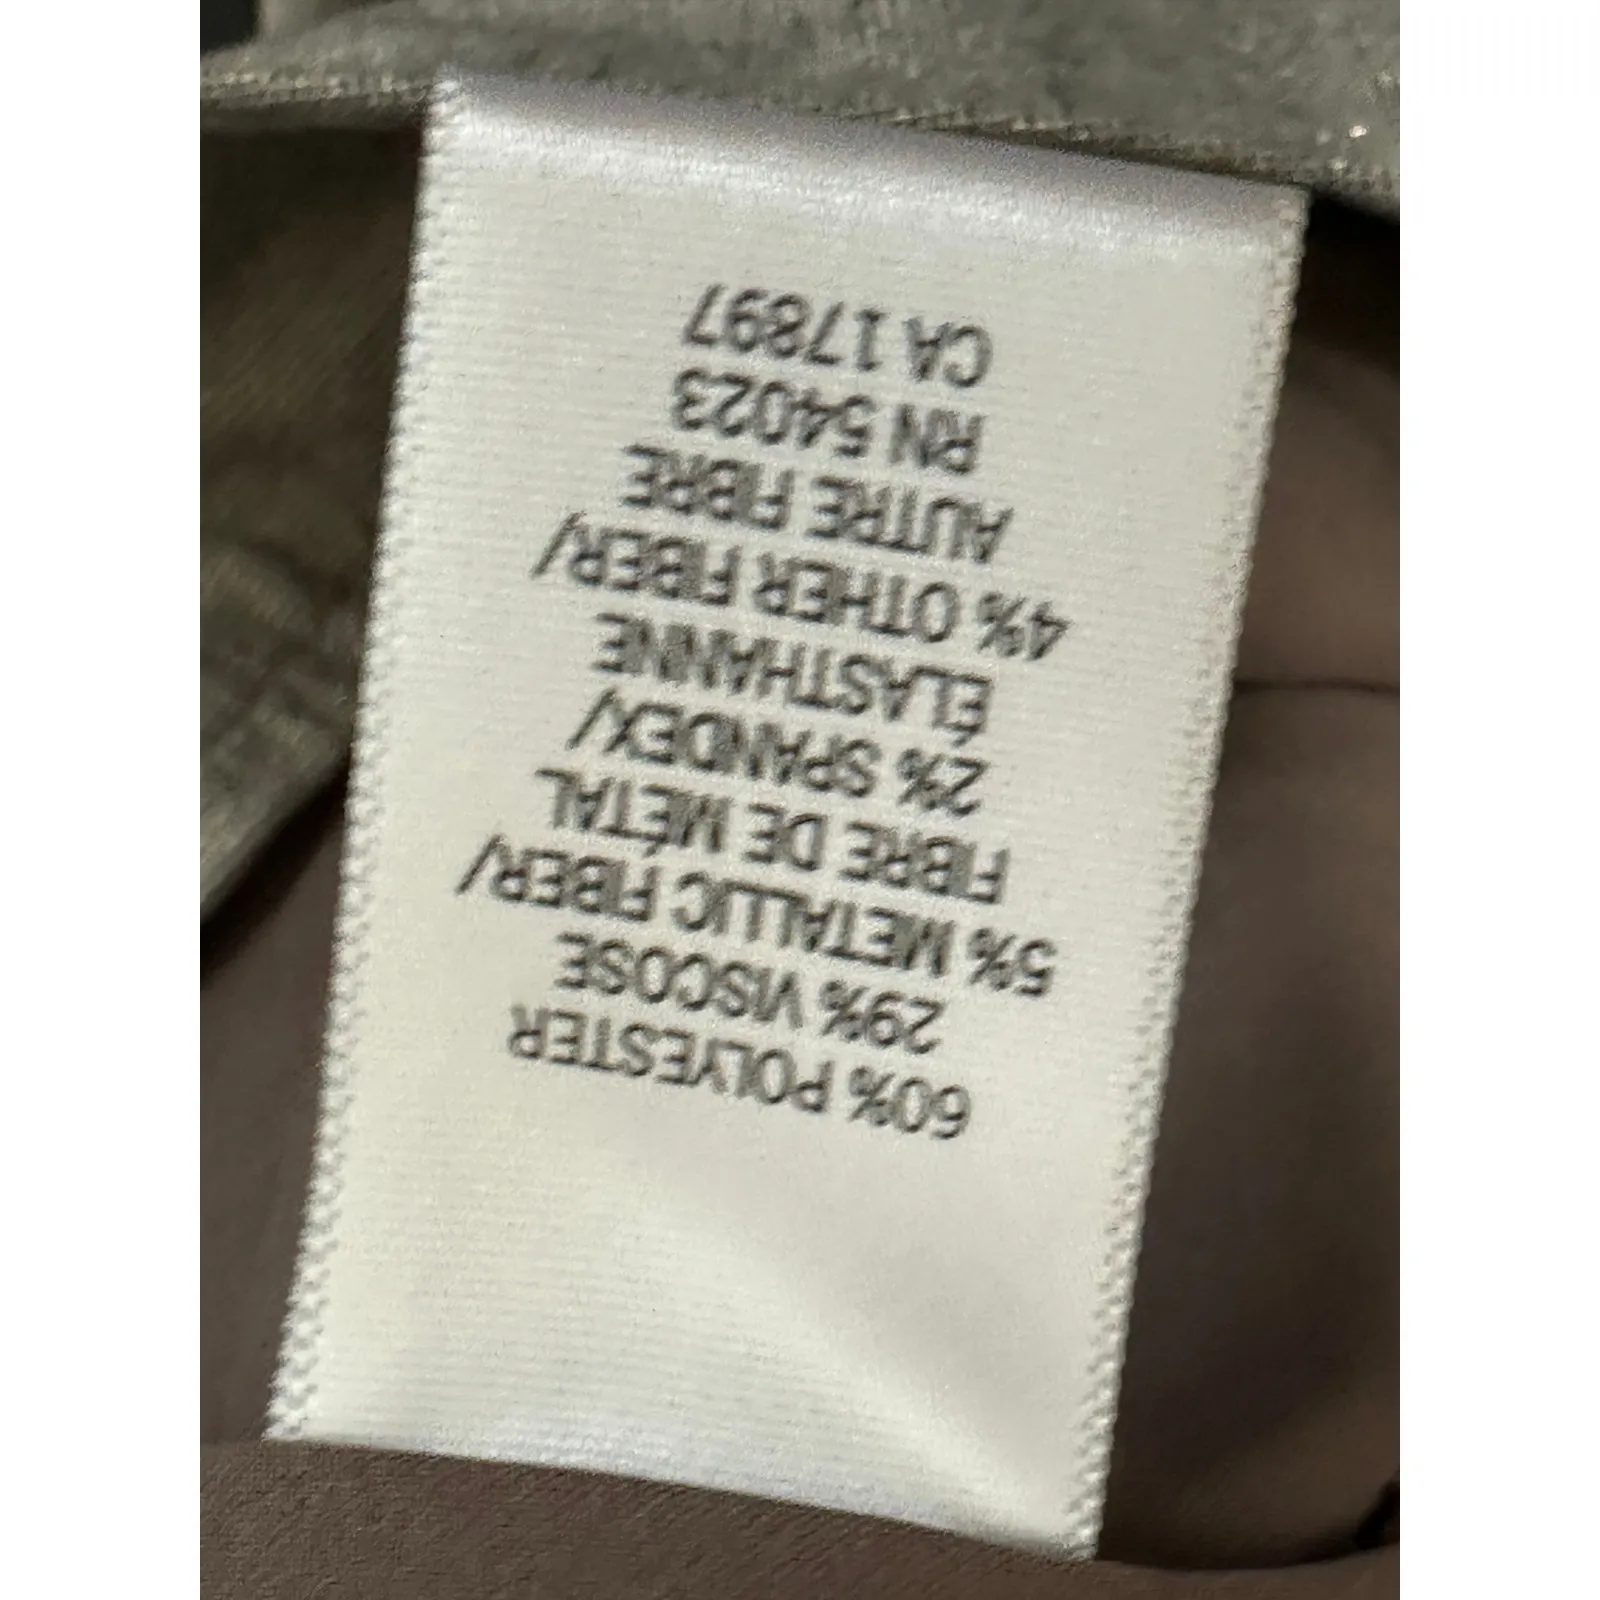 60% POLYESTER
29% VISCOSE
5% METALLIC FIBER/
FIBRE DE MÉTAL
2% SPANDEX/
ÉLASTHANNE
4% OTHER FIBER/
AUTRE FIBRE
RN 54023
CA 17897